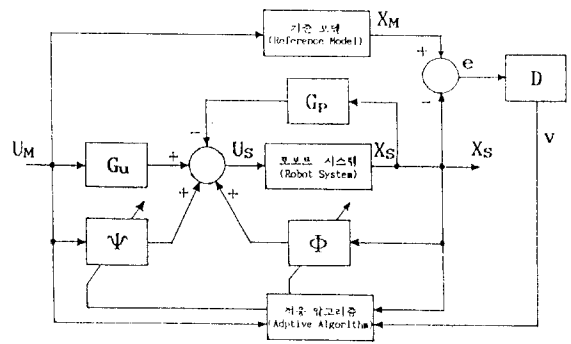 기준 모델
(Reference Model)
X_M
+
e
D
-
G_P
-
U_M
G_u
+
U_S
로보트 시스템
(Robot System)
X_S
X_S
v
+
+
Ψ
Φ
적응 알고리즘
(Adptive Algorithm)